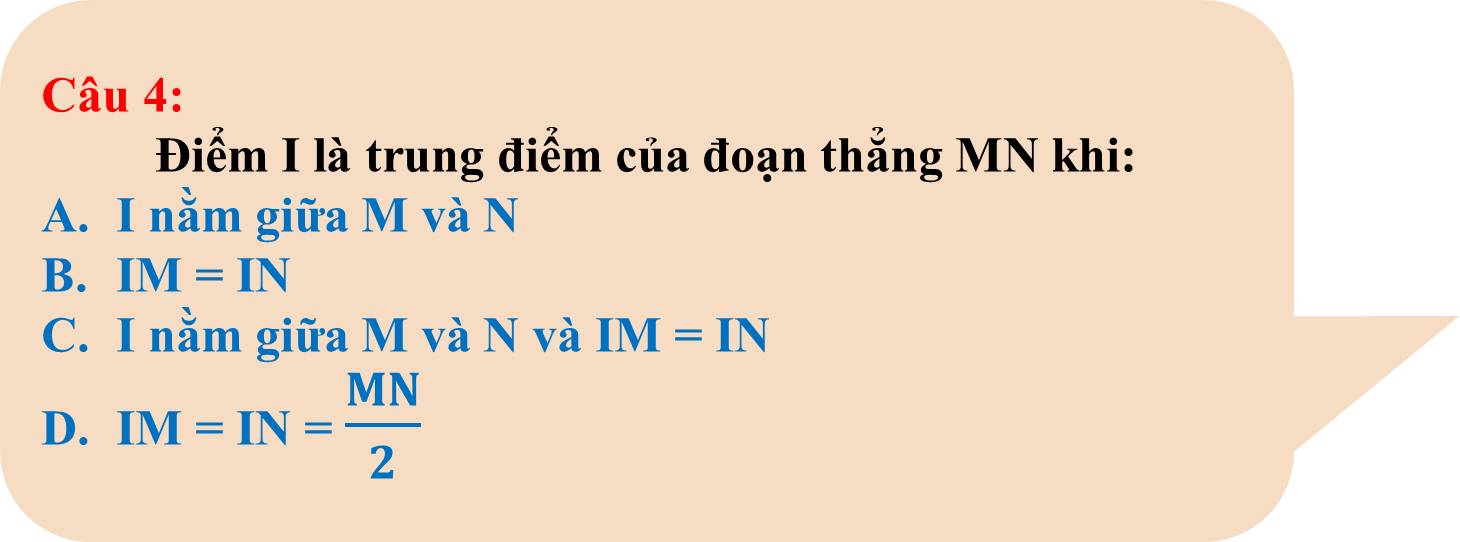 Câu 4:
Điểm I là trung điểm của đoạn thẳng MN khi:
A. I nằm giữa M và N
B. IM = IN
C. I nằm giữa M và N và IM = IN
D. IM = IN = MN/2